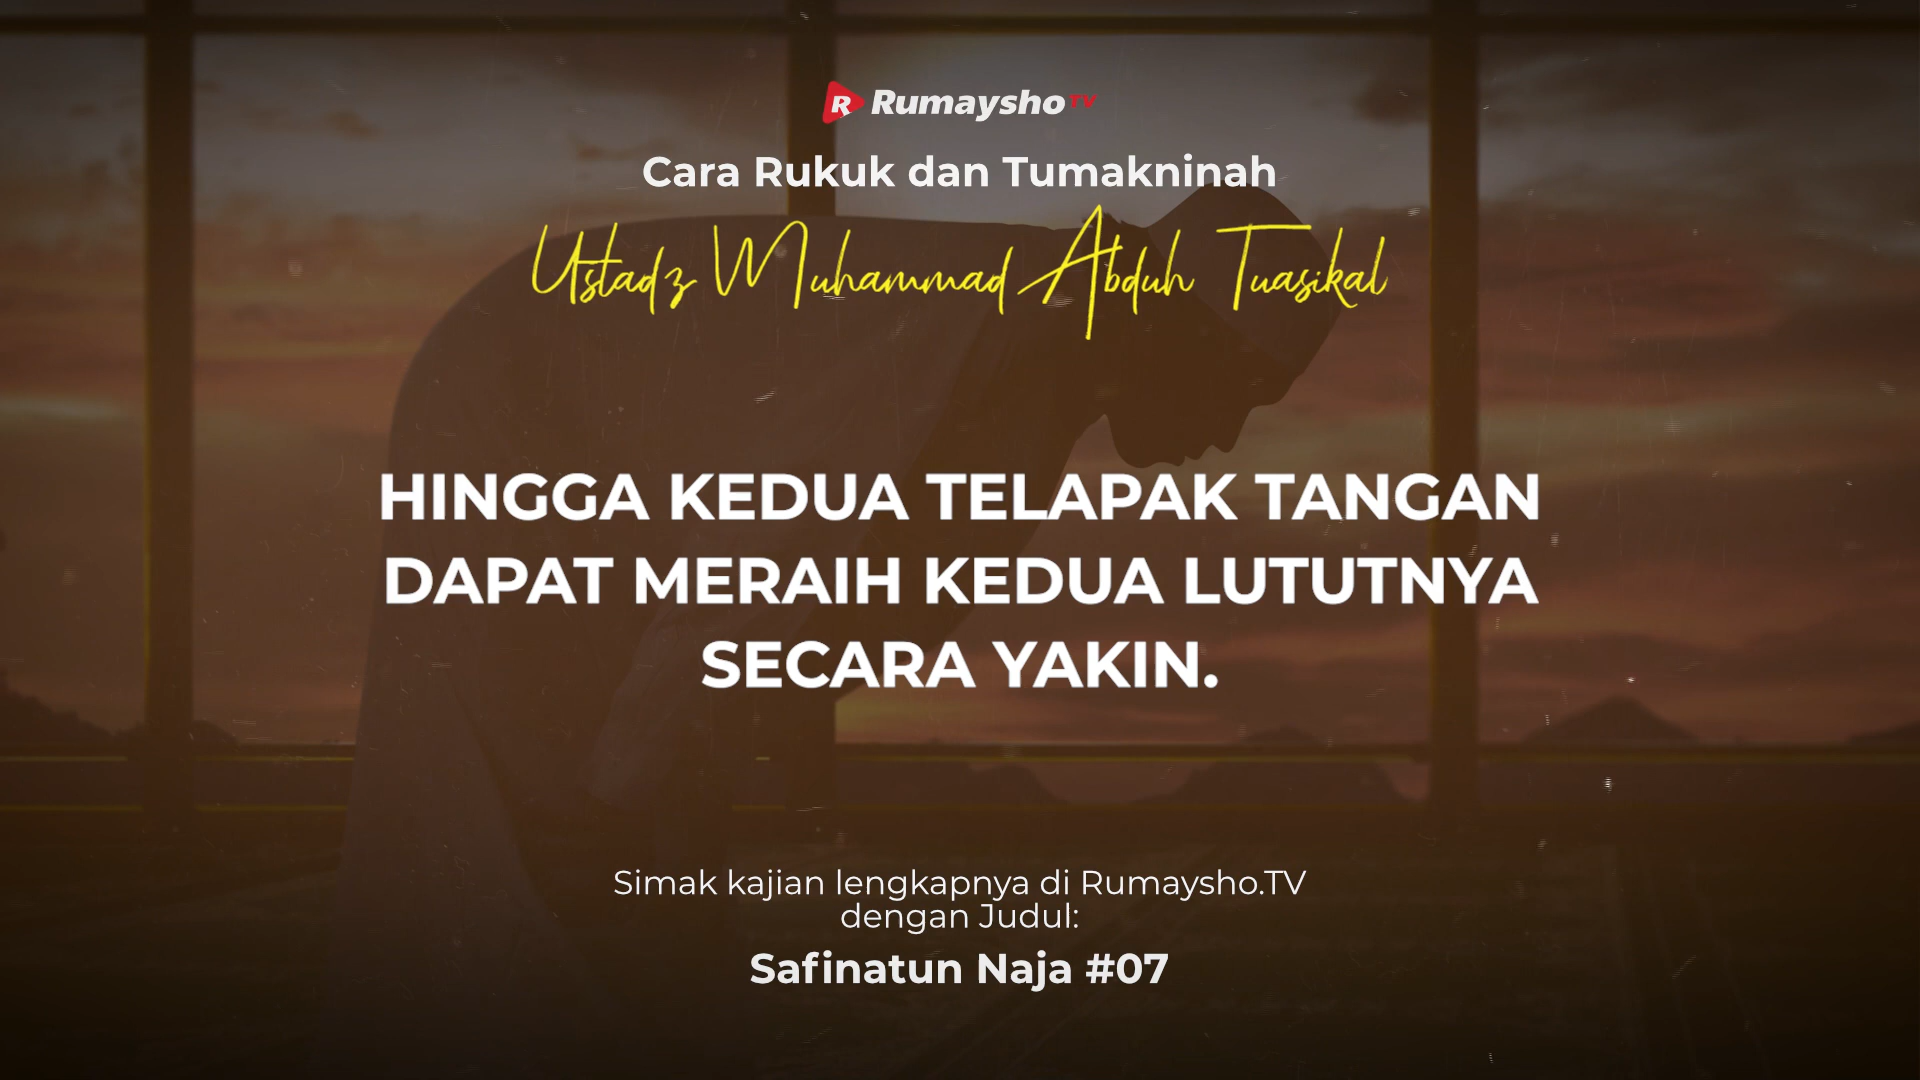 Rumaysho TV
Cara Rukuk dan Tumakninah
Ustadz Muhammad Abduh Tuasikal
HINGGA KEDUA TELAPAK TANGAN
DAPAT MERAIH KEDUA LUTUTNYA
SECARA YAKIN.
Simak kajian lengkapnya di Rumaysho.TV
dengan Judul:
Safinatun Naja #07